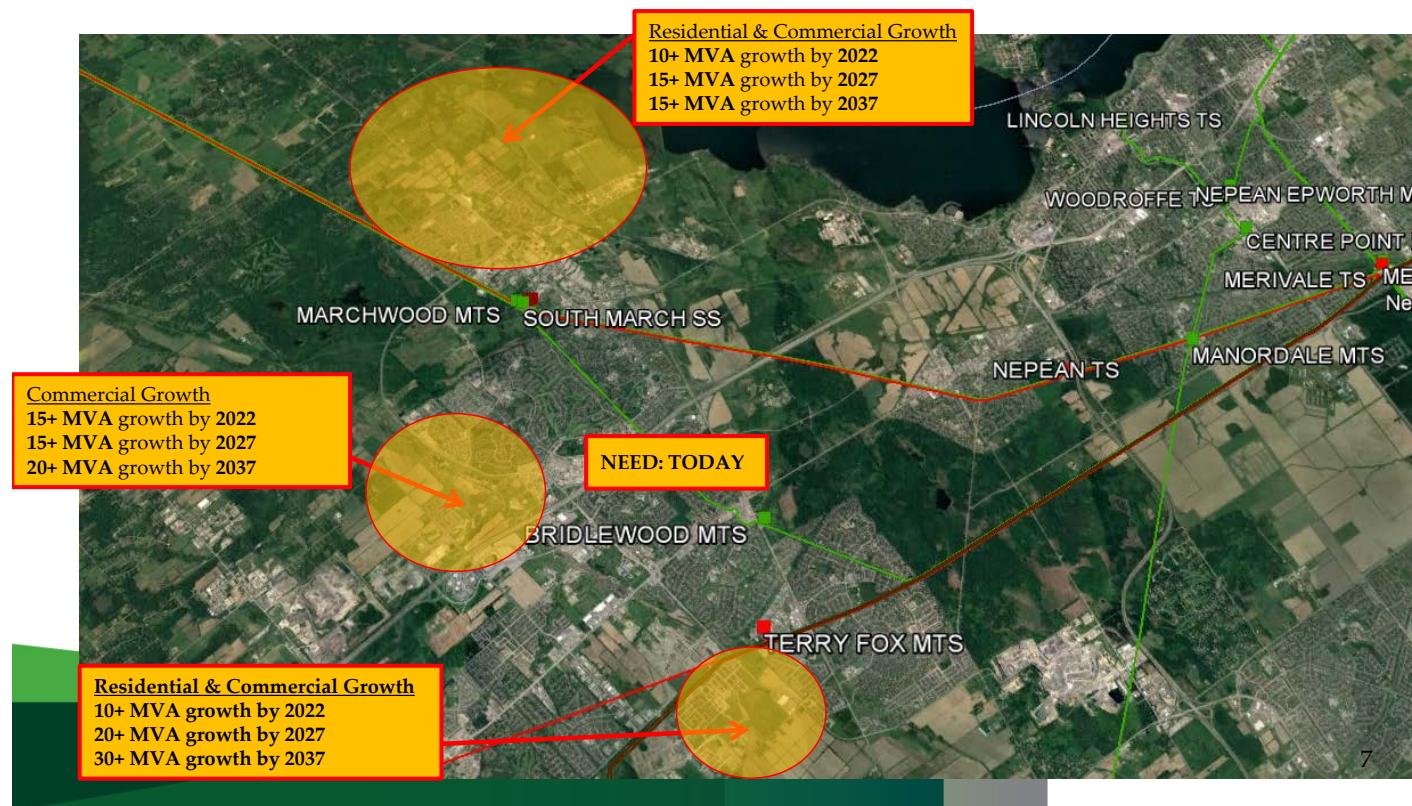 Residential & Commercial Growth
10+ MVA growth by 2022
15+ MVA growth by 2027
15+ MVA growth by 2037
LINCOLN HEIGHTS TS
WOODROFFE
NEPEAN EPWORTH M
CENTRE POINT
MERIVALE TS
ME
Ne
MARCHWOOD MTS
SOUTH MARCH SS
NEPEAN TS
MANORDALE MTS
Commercial Growth
15+ MVA growth by 2022
15+ MVA growth by 2027
20+ MVA growth by 2037
NEED: TODAY
BRIDLEWOOD MTS
TERRY FOX MTS
Residential & Commercial Growth
10+ MVA growth by 2022
20+ MVA growth by 2027
30+ MVA growth by 2037
7